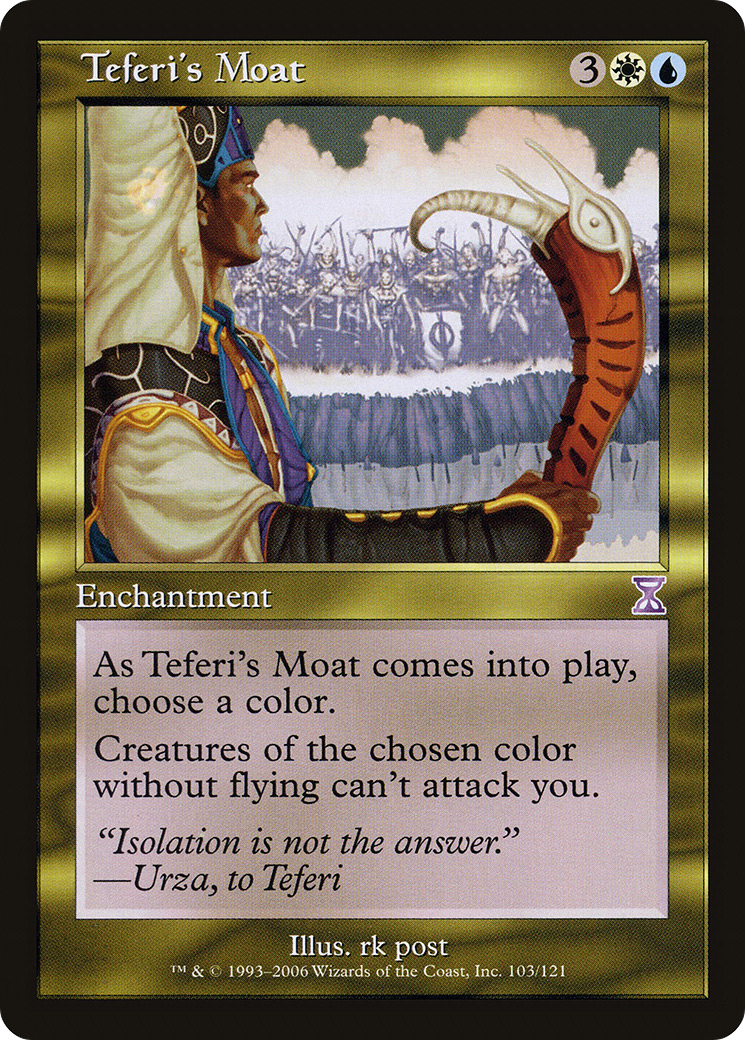 Teferi's Moat 3
Enchantment
As Teferi's Moat comes into play,
choose a color.
Creatures of the chosen color
without flying can't attack you.
“Isolation is not the answer.”
—Urza, to Teferi
Illus. rk post
™ & © 1993–2006 Wizards of the Coast, Inc. 103/121